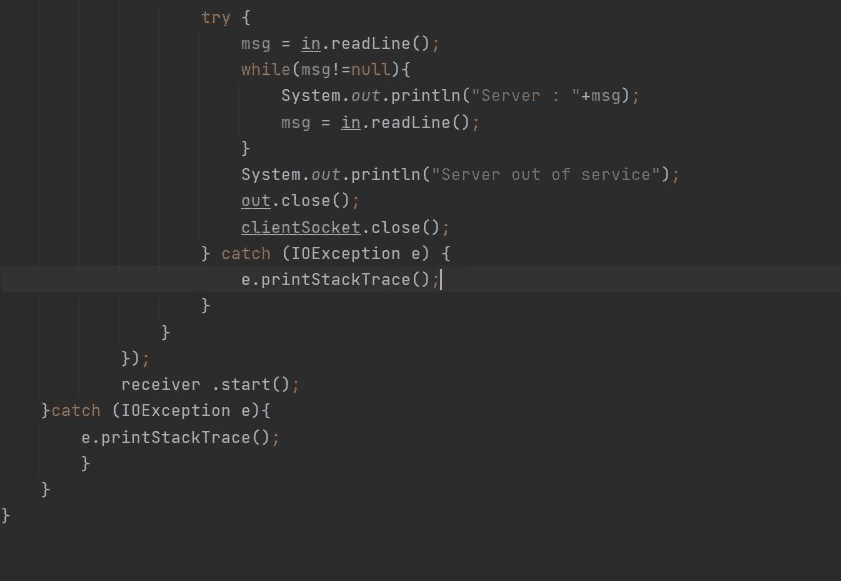 try {
msg = in.readLine();
while(msg!=null){
System.out.println("Server : "+msg);
msg = in.readLine();
}
System.out.println("Server out of service");
out.close();
clientSocket.close();
} catch (IOException e) {
e.printStackTrace();
}
}
});
receiver .start();
}catch (IOException e){
e.printStackTrace();
}
}
}